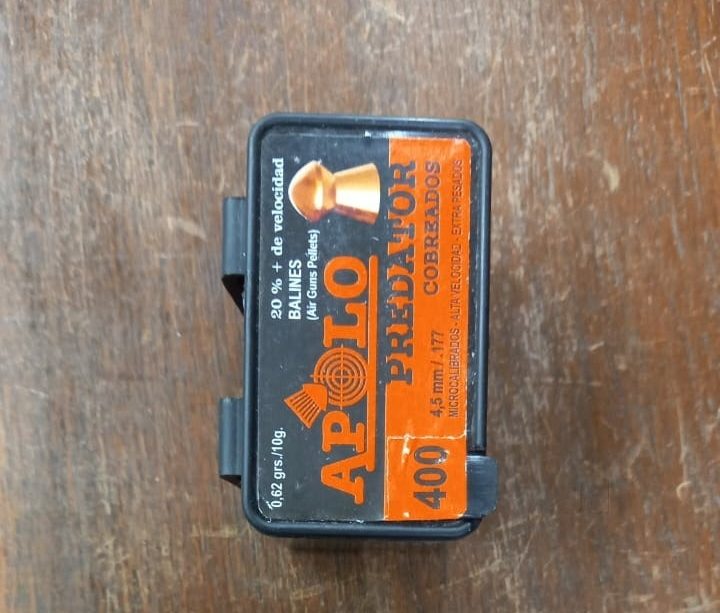 0,62 grs./10g.
20 % + de velocidad
BALINES
(Air Guns Pellets)
APOLO
PREDATOR
COBREADOS
400
4,5 mm / .177
MICROCALIBRADOS - ALTA VELOCIDAD - EXTRA PESADOS